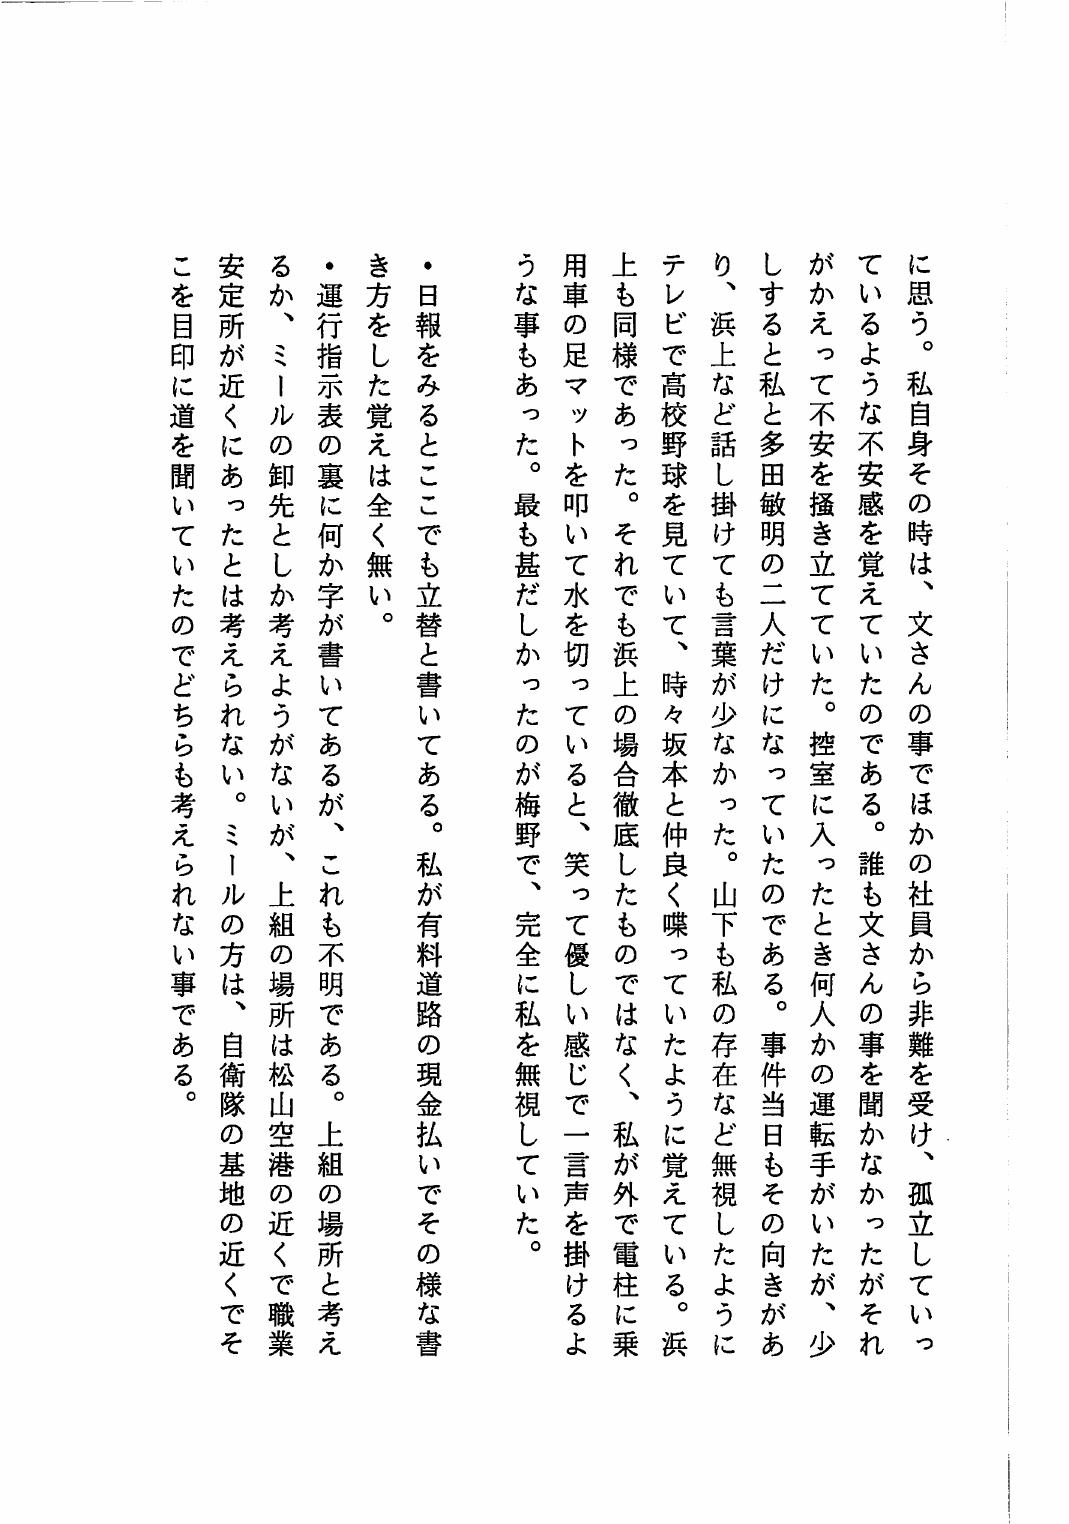 に思う。私自身その時は、文さんの事でほかの社員から非難を受け、孤立していっ
ているような不安感を覚えていたのである。誰も文さんの事を聞かなかったがそれ
がかえって不安を掻き立てていた。控室に入ったとき何人かの運転手がいたが、少
しすると私と多田敏明の二人だけになっていたのである。事件当日もその向きがあ
り、浜上など話し掛けても言葉が少なかった。山下も私の存在など無視したように
テレビで高校野球を見ていて、時々坂本と仲良く喋っていたように覚えている。浜
上も同様であった。それでも浜上の場合徹底したものではなく、私が外で電柱に乗
用車の足マットを叩いて水を切っていると、笑って優しい感じで一言声を掛けるよ
うな事もあった。最も甚だしかったのが梅野で、完全に私を無視していた。
・日報をみるとここでも立替と書いてある。私が有料道路の現金払いでその様な書
き方をした覚えは全く無い。
・運行指示表の裏に何か字が書いてあるが、これも不明である。上組の場所と考え
るか、ミールの卸先としか考えようがないが、上組の場所は松山空港の近くで職業
安定所が近くにあったとは考えられない。ミールの方は、自衛隊の基地の近くでそ
こを目印に道を聞いていたのでどちらも考えられない事である。